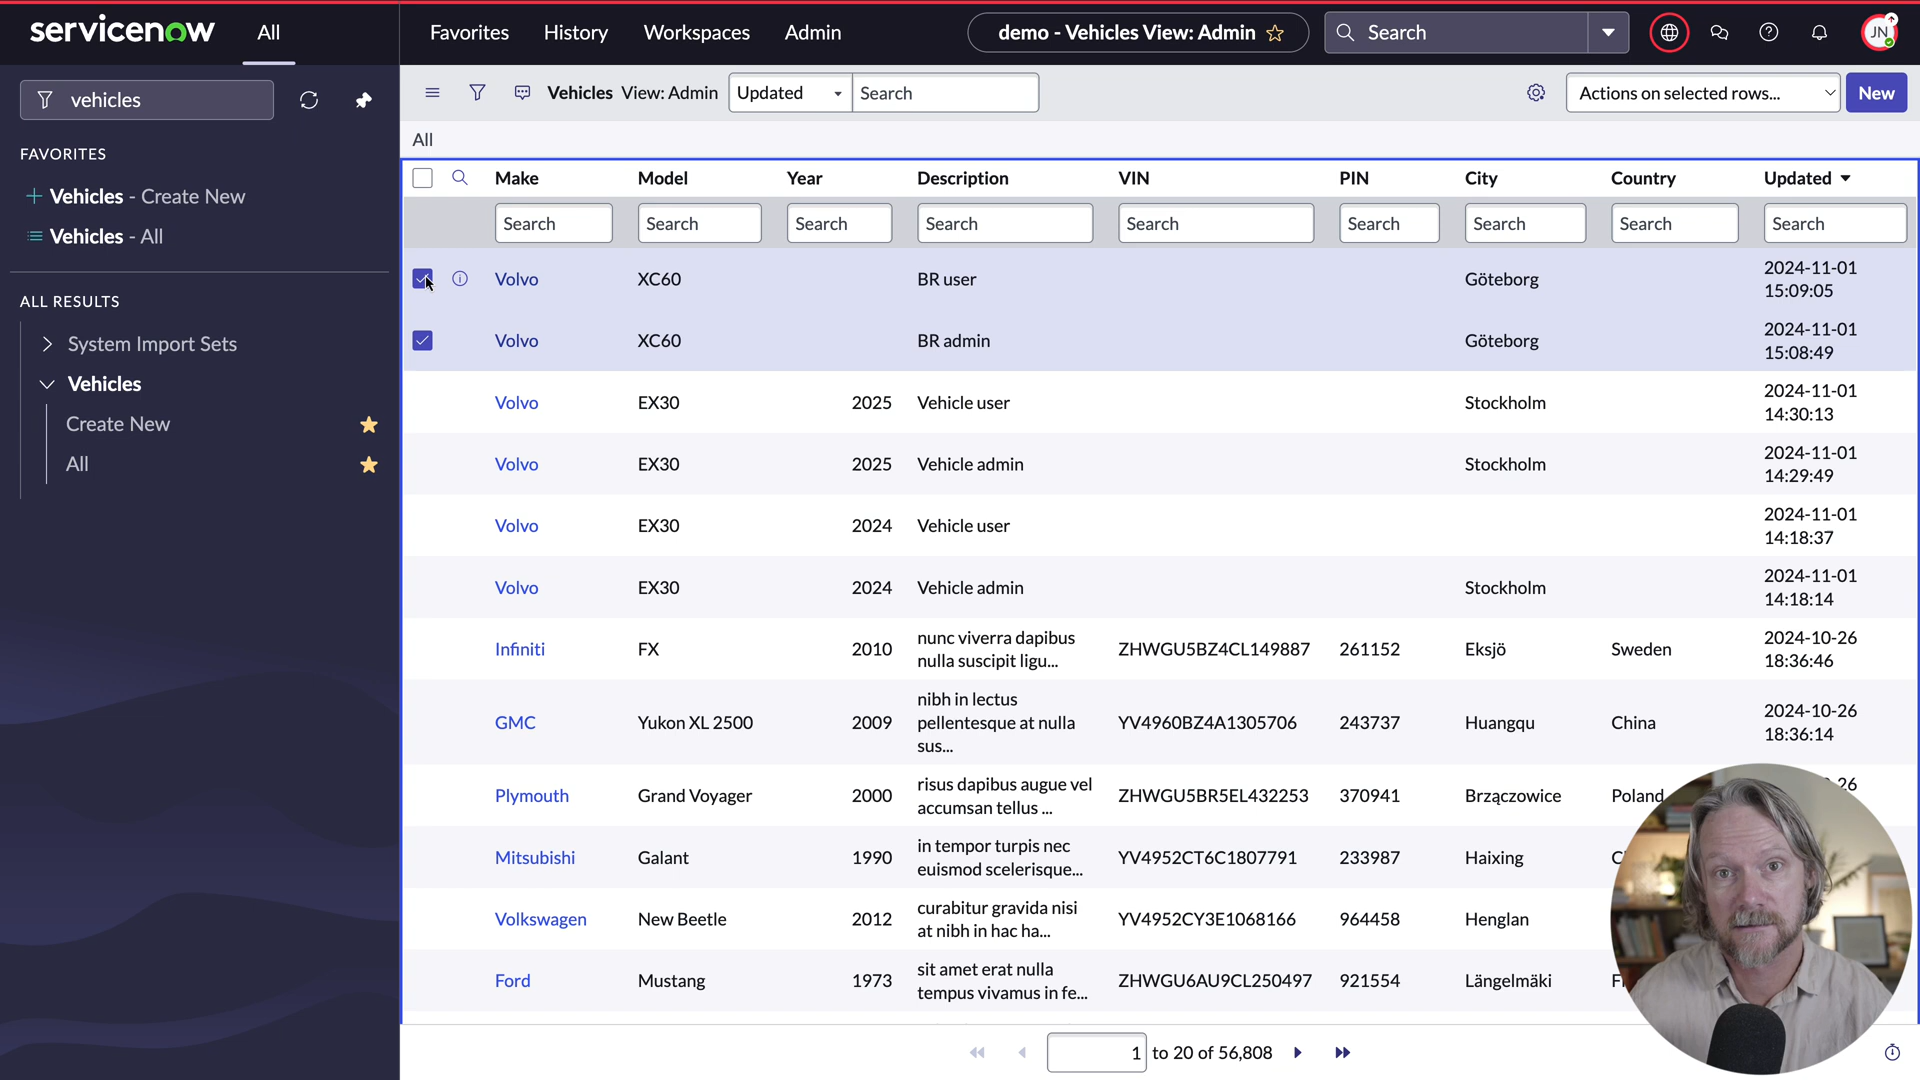 servicenow
All
Favorites
History
Workspaces
Admin
demo - Vehicles View: Admin
Search
JN
vehicles
FAVORITES
Vehicles - Create New
Vehicles - All
ALL RESULTS
System Import Sets
Vehicles
Create New
All
Vehicles View: Admin
Updated
Search
Actions on selected rows...
New
All
Make Model Year Description VIN PIN City Country Updated
Search Search Search Search Search Search Search Search Search
Volvo XC60 BR user Göteborg 2024-11-01
15:09:05
Volvo XC60 BR admin Göteborg 2024-11-01
15:08:49
Volvo EX30 2025 Vehicle user Stockholm 2024-11-01
14:30:13
Volvo EX30 2025 Vehicle admin Stockholm 2024-11-01
14:29:49
Volvo EX30 2024 Vehicle user 2024-11-01
14:18:37
Volvo EX30 2024 Vehicle admin Stockholm 2024-11-01
14:18:14
Infiniti FX 2010 nunc viverra dapibus ZHWGU5BZ4CL149887 261152 Eksjö Sweden 2024-10-26
nulla suscipit ligu... 18:36:46
GMC Yukon XL 2500 2009 nibh in lectus YV4960BZ4A1305706 243737 Huangqu China 2024-10-26
pellentesque at nulla 18:36:14
sus...
Plymouth Grand Voyager 2000 risus dapibus augue vel ZHWGU5BR5EL432253 370941 Brzączowice Poland 26
accumsan tellus ...
Mitsubishi Galant 1990 in tempor turpis nec YV4952CT6C1807791 233987 Haixing
euismod scelerisque...
Volkswagen New Beetle 2012 curabitur gravida nisi YV4952CY3E1068166 964458 Henglan
at nibh in hac ha...
Ford Mustang 1973 sit amet erat nulla ZHWGU6AU9CL250497 921554 Längelmäki
tempus vivamus in fe...
1 to 20 of 56,808